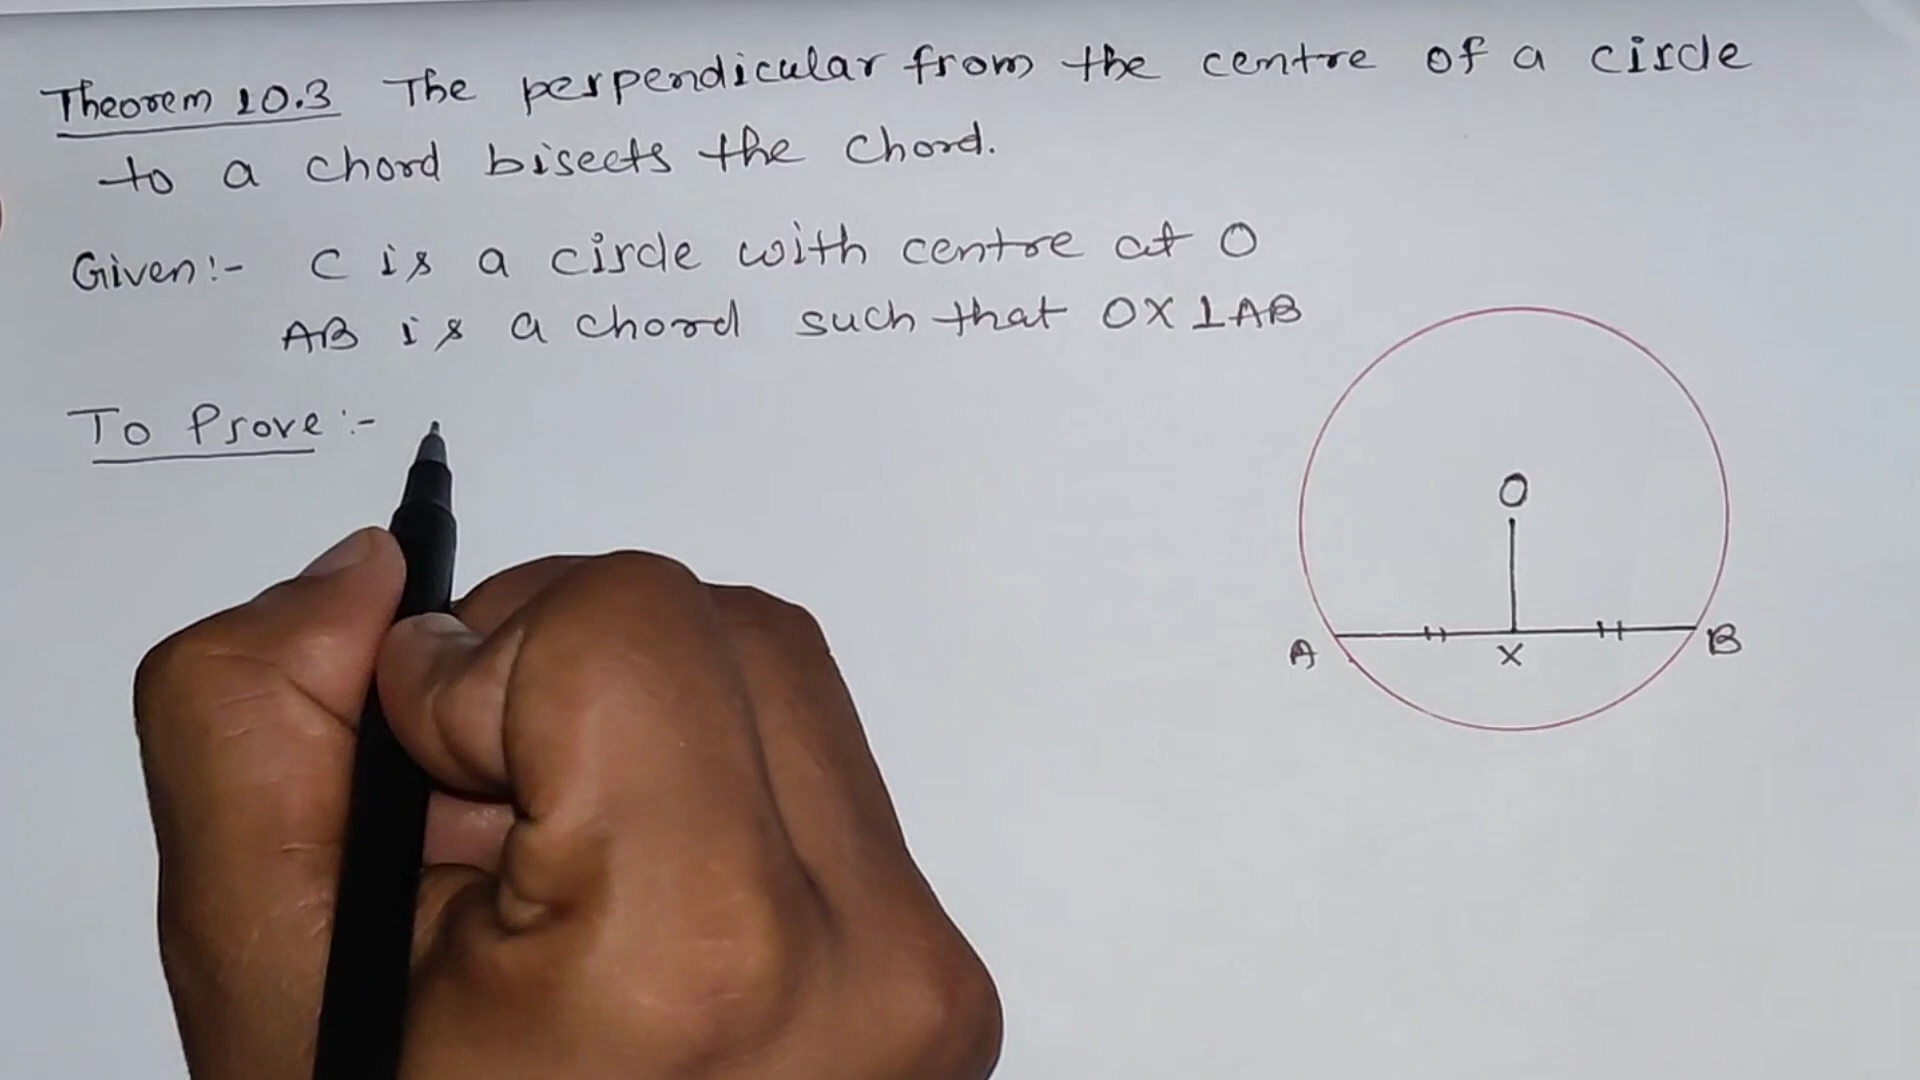 Theorem 10.3 The perpendicular from the centre of a circle
to a chord bisects the chord.
Given:- C is a circle with centre at O
AB is a chord such that OX ⊥ AB
To Prove :-
O
A X B